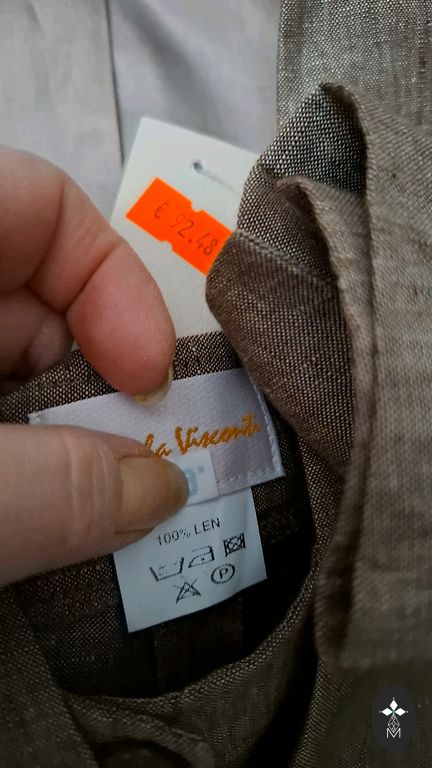 € 92.48
la Visconti
100% LEN
P
M